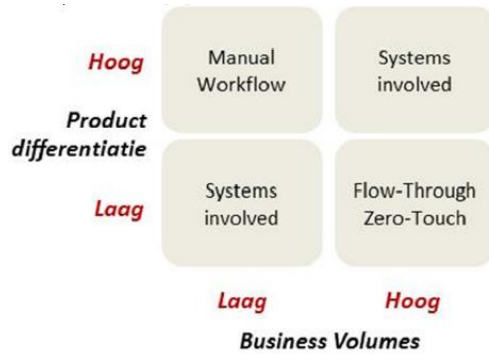 Hoog
Manual
Workflow
Systems
involved
Product
differentiatie
Laag
Systems
involved
Flow-Through
Zero-Touch
Laag
Hoog
Business Volumes